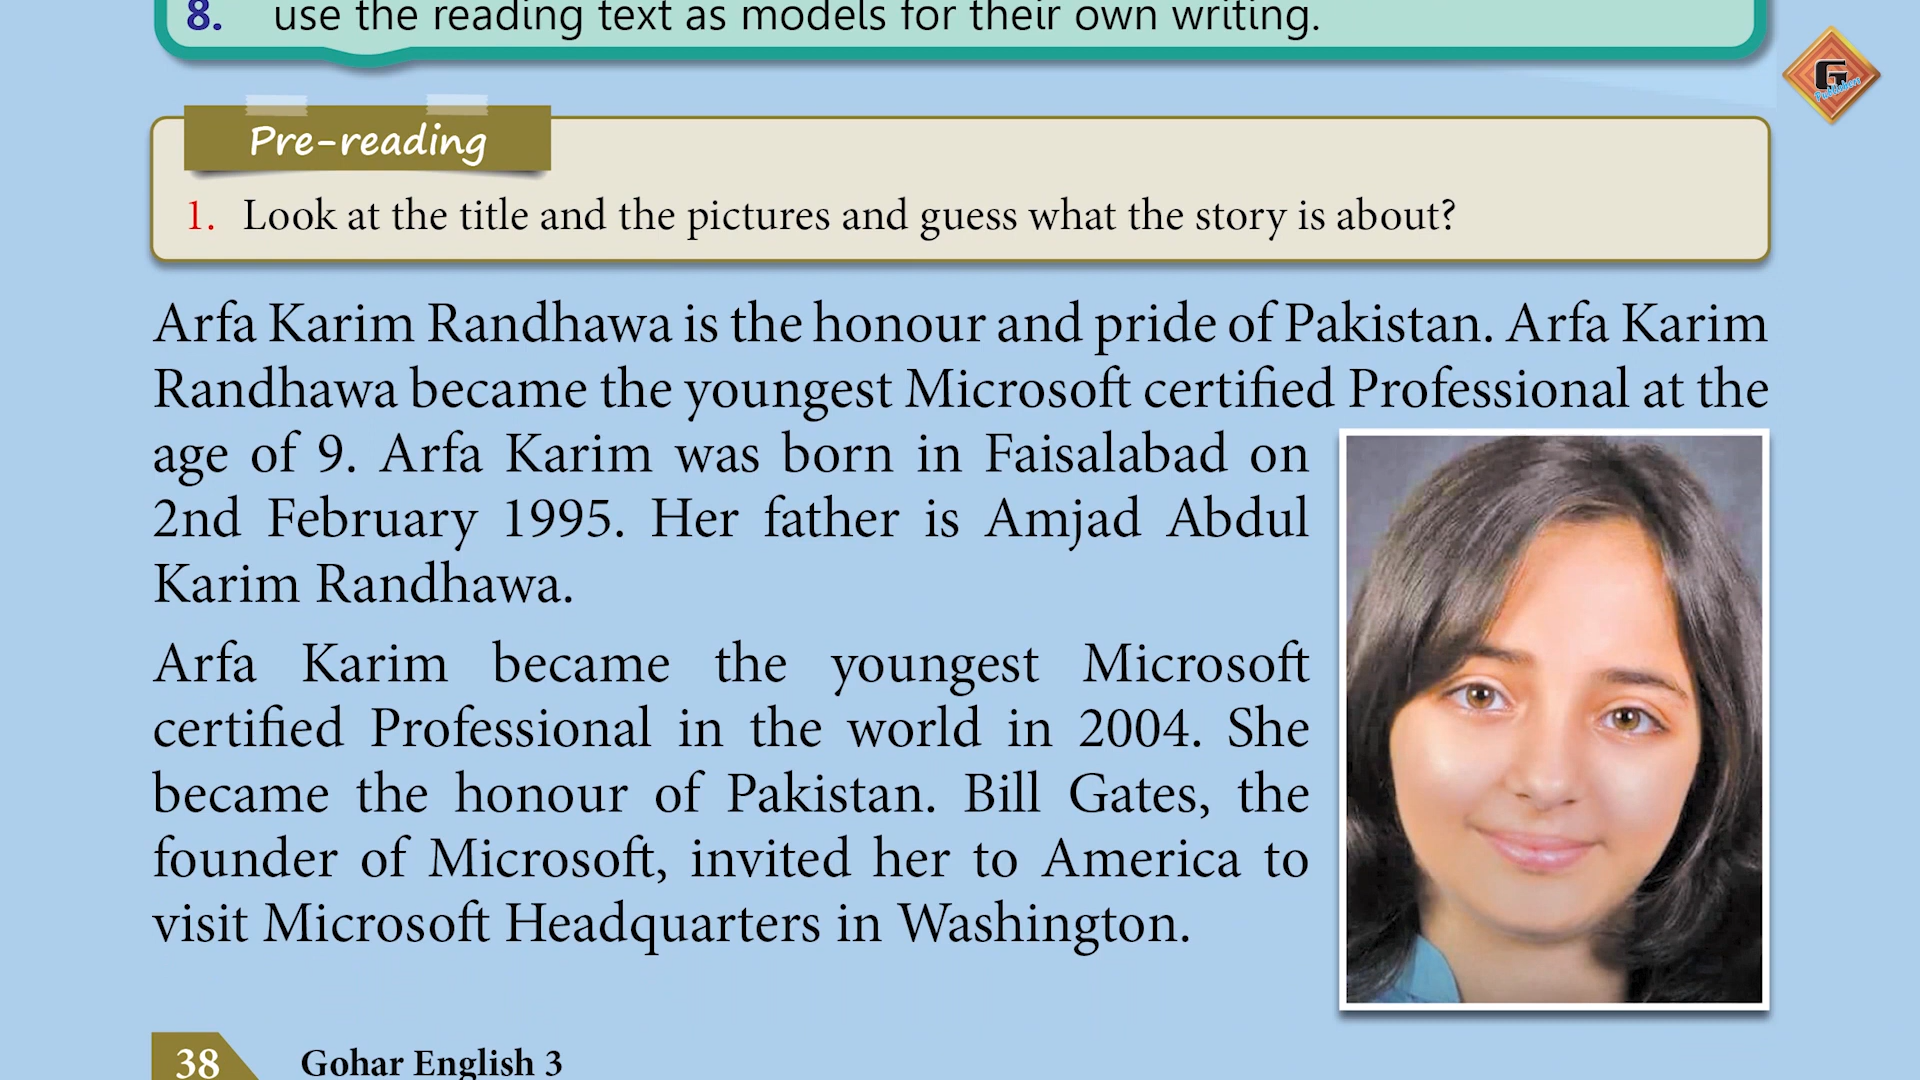 8. use the reading text as models for their own writing.
G
Publishers
Pre-reading
1. Look at the title and the pictures and guess what the story is about?
Arfa Karim Randhawa is the honour and pride of Pakistan. Arfa Karim
Randhawa became the youngest Microsoft certified Professional at the
age of 9. Arfa Karim was born in Faisalabad on
2nd February 1995. Her father is Amjad Abdul
Karim Randhawa.
Arfa Karim became the youngest Microsoft
certified Professional in the world in 2004. She
became the honour of Pakistan. Bill Gates, the
founder of Microsoft, invited her to America to
visit Microsoft Headquarters in Washington.
38 Gohar English 3